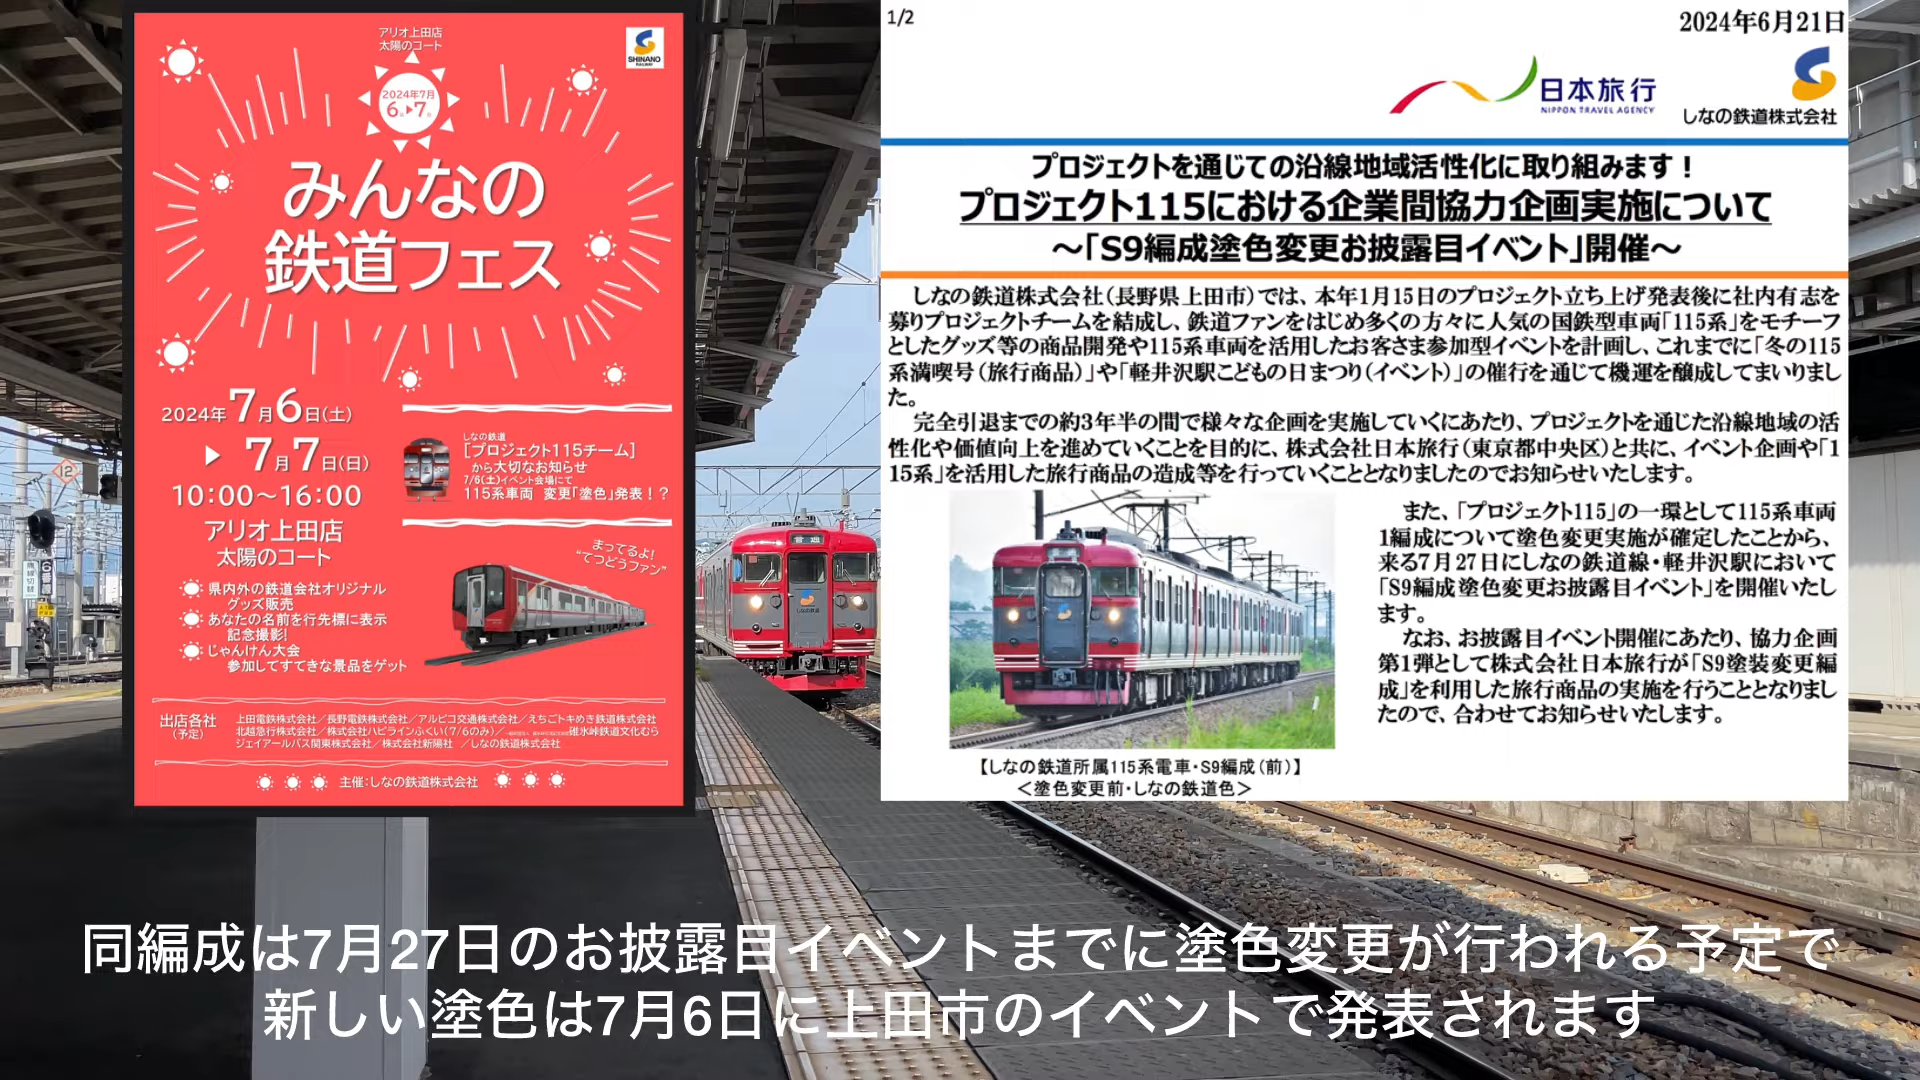 アリオ上田店
太陽のコート
SHINANO
RAILWAY
2024年7月
6㊏▶7㊐
みんなの
鉄道フェス
2024年7月6日(土)
▶ 7月7日(日)
10:00～16:00
アリオ上田店
太陽のコート
県内外の鉄道会社オリジナル
グッズ販売
あなたの名前を行先標に表示
記念撮影!
じゃんけん大会
参加してすてきな景品をゲット
しなの鉄道
[プロジェクト115チーム]
から大切なお知らせ
7/6(土)イベント会場にて
115系車両 変更「塗色」発表！？
まってるよ!
“てつどうファン”
出店各社
(予定)
上田電鉄株式会社／長野電鉄株式会社／アルピコ交通株式会社／えちごトキめき鉄道株式会社
北越急行株式会社／株式会社ハピラインふくい(7/6のみ)／碓氷峠鉄道文化むら
ジェイアールバス関東株式会社／株式会社新陽社 ／しなの鉄道株式会社
主催:しなの鉄道株式会社
1/2
2024年6月21日
日本旅行
NIPPON TRAVEL AGENCY
しなの鉄道株式会社
プロジェクトを通じての沿線地域活性化に取り組みます！
プロジェクト115における企業間協力企画実施について
～「S9編成塗色変更お披露目イベント」開催～
しなの鉄道株式会社（長野県上田市）では、本年1月15日のプロジェクト立ち上げ発表後に社内有志を
募りプロジェクトチームを結成し、鉄道ファンをはじめ多くの方々に人気の国鉄型車両「115系」をモチーフ
としたグッズ等の商品開発や115系車両を活用したお客さま参加型イベントを計画し、これまでに「冬の115
系満喫号（旅行商品）」や「軽井沢駅こどもの日まつり（イベント）」の催行を通じて機運を醸成してまいりまし
た。
完全引退までの約3年半の間で様々な企画を実施していくにあたり、プロジェクトを通じた沿線地域の活
性化や価値向上を進めていくことを目的に、株式会社日本旅行（東京都中央区）と共に、イベント企画や「1
15系」を活用した旅行商品の造成等を行っていくこととなりましたのでお知らせいたします。
また、「プロジェクト115」の一環として115系車両
1編成について塗色変更実施が確定したことから、
来る7月27日にしなの鉄道線・軽井沢駅において
「S9編成塗色変更お披露目イベント」を開催いたし
ます。
なお、お披露目イベント開催にあたり、協力企画
第1弾として株式会社日本旅行が「S9塗装変更編
成」を利用した旅行商品の実施を行うこととなりまし
たので、合わせてお知らせいたします。
【しなの鉄道所属115系電車・S9編成（前）】
＜塗色変更前・しなの鉄道色＞
12
6番
普通
しなの鉄道
同編成は7月27日のお披露目イベントまでに塗色変更が行われる予定で
新しい塗色は7月6日に上田市のイベントで発表されます